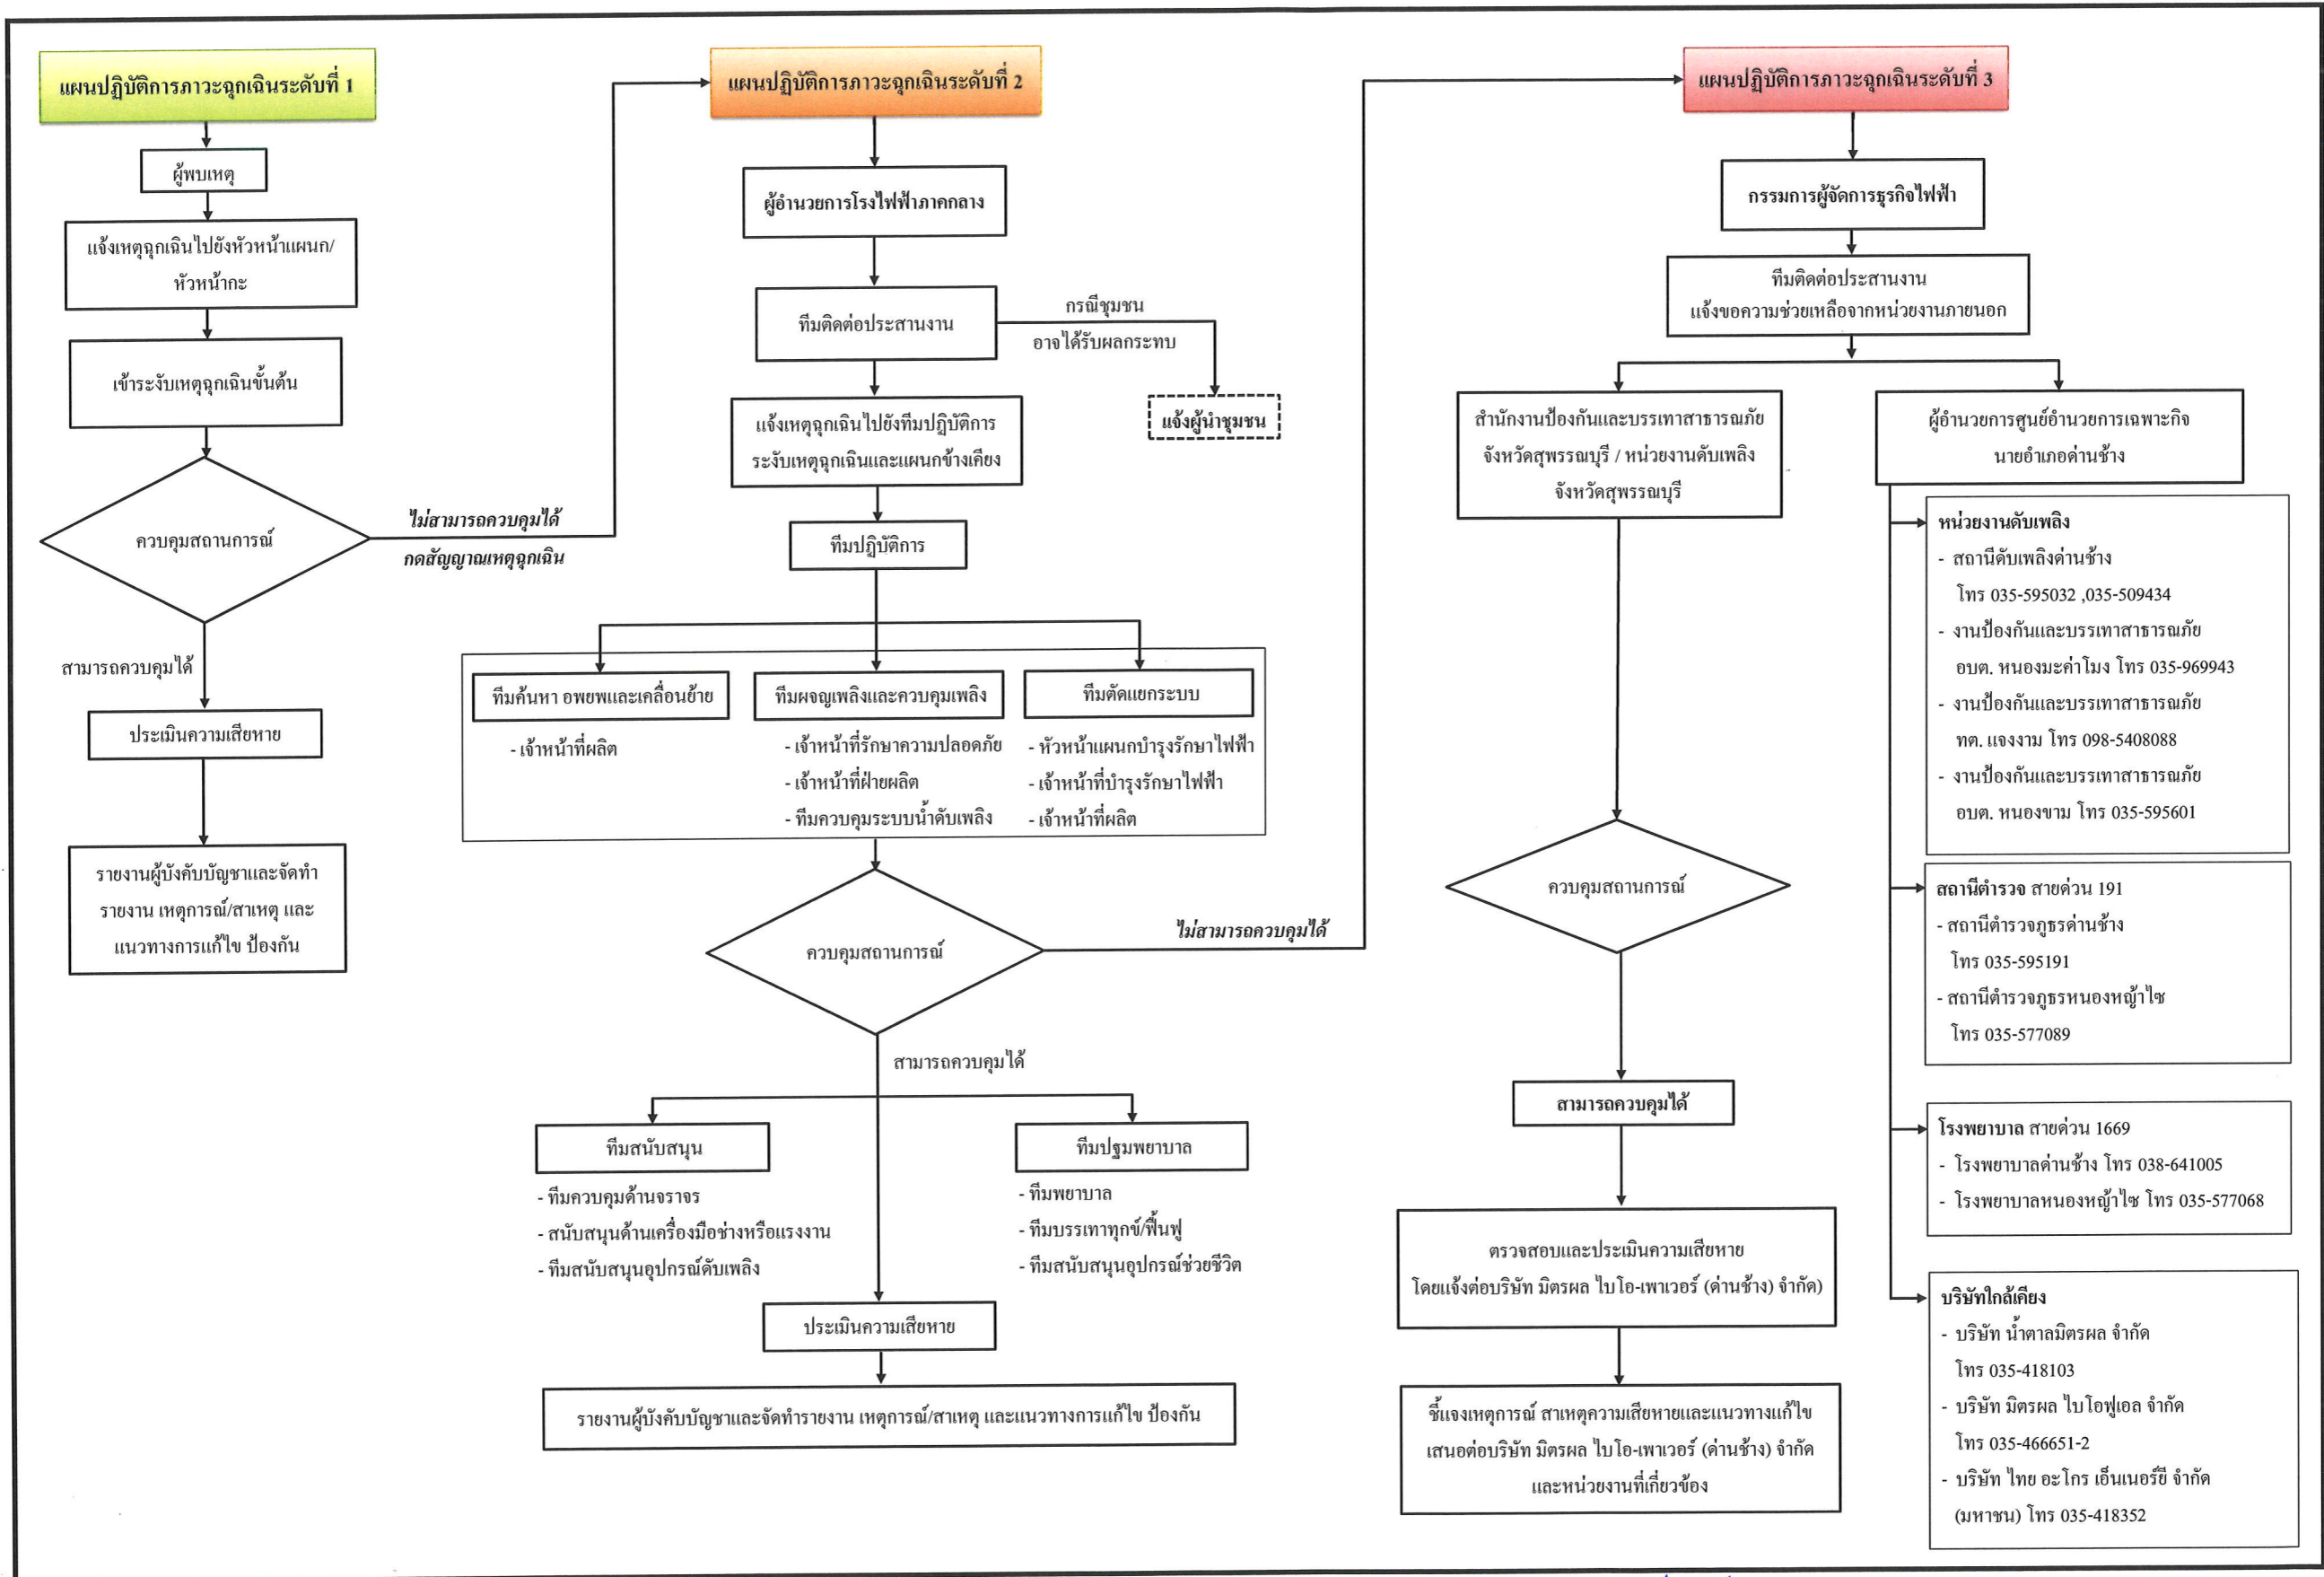 แผนปฏิบัติการภาวะฉุกเฉินระดับที่ 1
ผู้พบเหตุ
แจ้งเหตุฉุกเฉินไปยังหัวหน้าแผนก/
หัวหน้ากะ
เข้าระงับเหตุฉุกเฉินขั้นต้น
ควบคุมสถานการณ์
ไม่สามารถควบคุมได้
กดสัญญาณเหตุฉุกเฉิน
สามารถควบคุมได้
ประเมินความเสียหาย
รายงานผู้บังคับบัญชาและจัดทำ
รายงาน เหตุการณ์/สาเหตุ และ
แนวทางการแก้ไข ป้องกัน
แผนปฏิบัติการภาวะฉุกเฉินระดับที่ 2
ผู้อำนวยการโรงไฟฟ้าภาคกลาง
ทีมติดต่อประสานงาน
กรณีชุมชน
อาจได้รับผลกระทบ
แจ้งผู้นำชุมชน
แจ้งเหตุฉุกเฉินไปยังทีมปฏิบัติการ
ระงับเหตุฉุกเฉินและแผนกข้างเคียง
ทีมปฏิบัติการ
ทีมค้นหา อพยพและเคลื่อนย้าย
- เจ้าหน้าที่ผลิต
ทีมผจญเพลิงและควบคุมเพลิง
- เจ้าหน้าที่รักษาความปลอดภัย
- เจ้าหน้าที่ฝ่ายผลิต
- ทีมควบคุมระบบน้ำดับเพลิง
ทีมตัดแยกระบบ
- หัวหน้าแผนกบำรุงรักษาไฟฟ้า
- เจ้าหน้าที่บำรุงรักษาไฟฟ้า
- เจ้าหน้าที่ผลิต
ควบคุมสถานการณ์
ไม่สามารถควบคุมได้
สามารถควบคุมได้
ทีมสนับสนุน
- ทีมควบคุมด้านจราจร
- สนับสนุนด้านเครื่องมือช่างหรือแรงงาน
- ทีมสนับสนุนอุปกรณ์ดับเพลิง
ทีมปฐมพยาบาล
- ทีมพยาบาล
- ทีมบรรเทาทุกข์/ฟื้นฟู
- ทีมสนับสนุนอุปกรณ์ช่วยชีวิต
ประเมินความเสียหาย
รายงานผู้บังคับบัญชาและจัดทำรายงาน เหตุการณ์/สาเหตุ และแนวทางการแก้ไข ป้องกัน
แผนปฏิบัติการภาวะฉุกเฉินระดับที่ 3
กรรมการผู้จัดการธุรกิจไฟฟ้า
ทีมติดต่อประสานงาน
แจ้งขอความช่วยเหลือจากหน่วยงานภายนอก
สำนักงานป้องกันและบรรเทาสาธารณภัย
จังหวัดสุพรรณบุรี / หน่วยงานดับเพลิง
จังหวัดสุพรรณบุรี
ควบคุมสถานการณ์
สามารถควบคุมได้
ตรวจสอบและประเมินความเสียหาย
โดยแจ้งต่อบริษัท มิตรผล ไบโอ-เพาเวอร์ (ด่านช้าง) จำกัด)
ชี้แจงเหตุการณ์ สาเหตุความเสียหายและแนวทางแก้ไข
เสนอต่อบริษัท มิตรผล ไบโอ-เพาเวอร์ (ด่านช้าง) จำกัด
และหน่วยงานที่เกี่ยวข้อง
ผู้อำนวยการศูนย์อำนวยการเฉพาะกิจ
นายอำเภอด่านช้าง
หน่วยงานดับเพลิง
- สถานีดับเพลิงด่านช้าง
โทร 035-595032 ,035-509434
- งานป้องกันและบรรเทาสาธารณภัย
อบต. หนองมะค่าโมง โทร 035-969943
- งานป้องกันและบรรเทาสาธารณภัย
ทต. แจงงาม โทร 098-5408088
- งานป้องกันและบรรเทาสาธารณภัย
อบต. หนองขาม โทร 035-595601
สถานีตำรวจ สายด่วน 191
- สถานีตำรวจภูธรด่านช้าง
โทร 035-595191
- สถานีตำรวจภูธรหนองหญ้าไซ
โทร 035-577089
โรงพยาบาล สายด่วน 1669
- โรงพยาบาลด่านช้าง โทร 038-641005
- โรงพยาบาลหนองหญ้าไซ โทร 035-577068
บริษัทใกล้เคียง
- บริษัท น้ำตาลมิตรผล จำกัด
โทร 035-418103
- บริษัท มิตรผล ไบโอฟูเอล จำกัด
โทร 035-466651-2
- บริษัท ไทย อะโกร เอ็นเนอร์ยี จำกัด
(มหาชน) โทร 035-418352